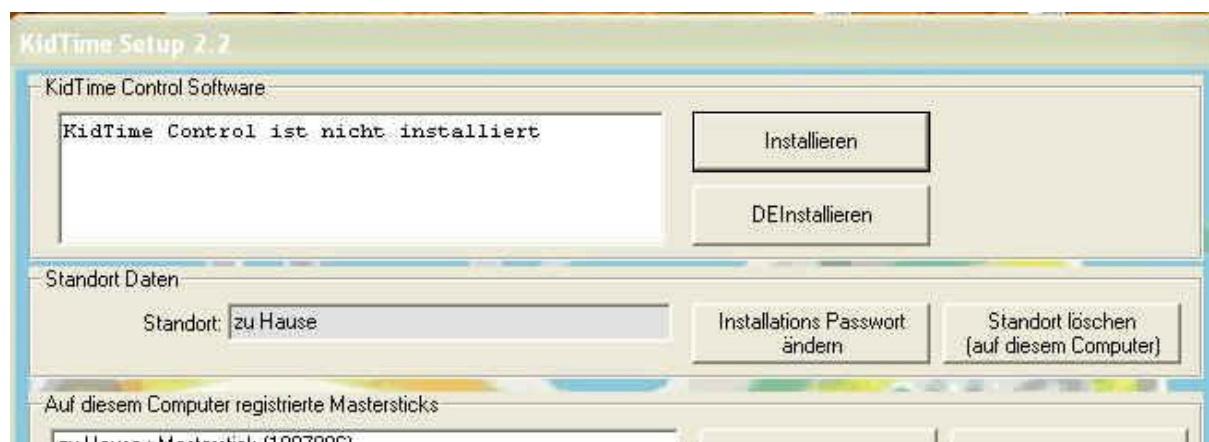 KidTime Setup 2.2
KidTime Control Software
KidTime Control ist nicht installiert
Installieren
DEInstallieren
Standort Daten
Standort: zu Hause
Installations Passwort
ändern
Standort löschen
(auf diesem Computer)
Auf diesem Computer registrierte Mastersticks